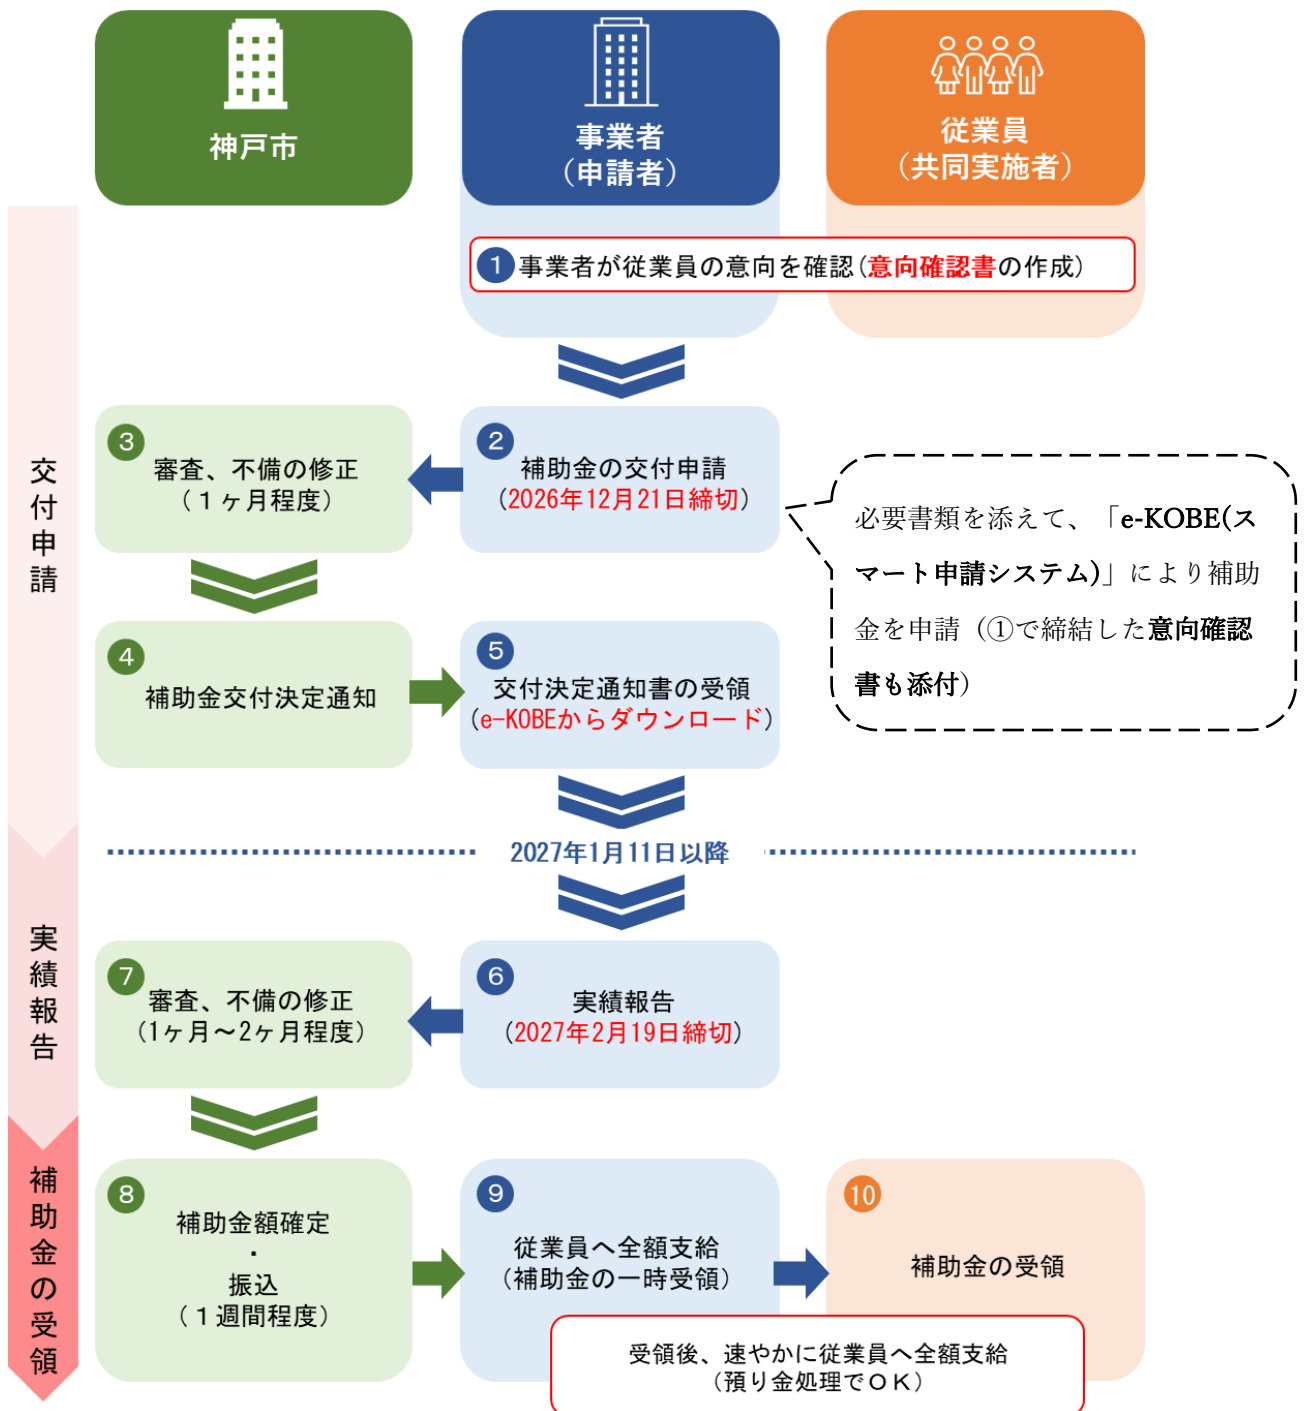 神戸市
事業者
（申請者）
従業員
（共同実施者）
1 事業者が従業員の意向を確認（意向確認書の作成）
交付申請
3
審査、不備の修正
（１ヶ月程度）
2
補助金の交付申請
（2026年12月21日締切）
必要書類を添えて、「e-KOBE(ス
マート申請システム)」により補助
金を申請（①で締結した意向確認
書も添付）
4
補助金交付決定通知
5
交付決定通知書の受領
（e-KOBEからダウンロード）
2027年1月11日以降
実績報告
7
審査、不備の修正
（1ヶ月～2ヶ月程度）
6
実績報告
（2027年2月19日締切）
補助金の受領
8
補助金額確定
・
振込
（１週間程度）
9
従業員へ全額支給
（補助金の一時受領）
10
補助金の受領
受領後、速やかに従業員へ全額支給
（預り金処理でＯＫ）